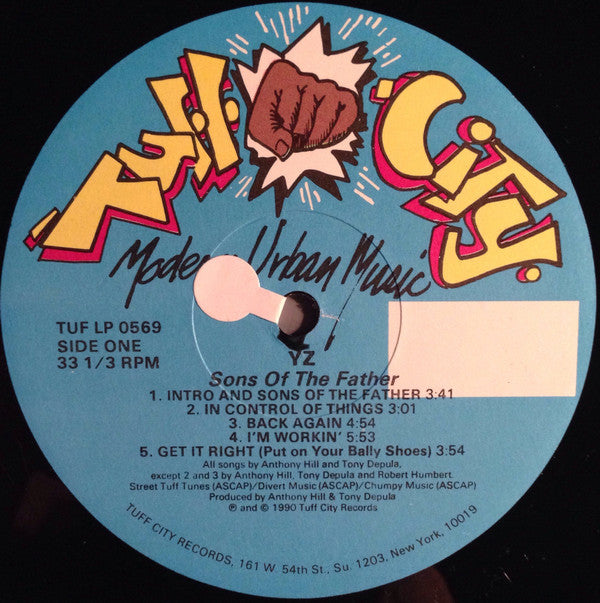 Tuff City
Modern Urban Music
TUF LP 0569
SIDE ONE
33 1/3 RPM
YZ
Sons Of The Father
1. INTRO AND SONS OF THE FATHER 3:41
2. IN CONTROL OF THINGS 3:01
3. BACK AGAIN 4:54
4. I'M WORKIN' 5:53
5. GET IT RIGHT (Put on Your Bally Shoes) 3:54
All songs by Anthony Hill and Tony Depula,
except 2 and 3 by Anthony Hill, Tony Depula and Robert Humbert.
Street Tuff Tunes (ASCAP)/Divert Music (ASCAP)/Chumpy Music (ASCAP)
Produced by Anthony Hill & Tony Depula
℗ and © 1990 Tuff City Records
TUFF CITY RECORDS, 161 W. 54th St., Su. 1203, New York, 10019